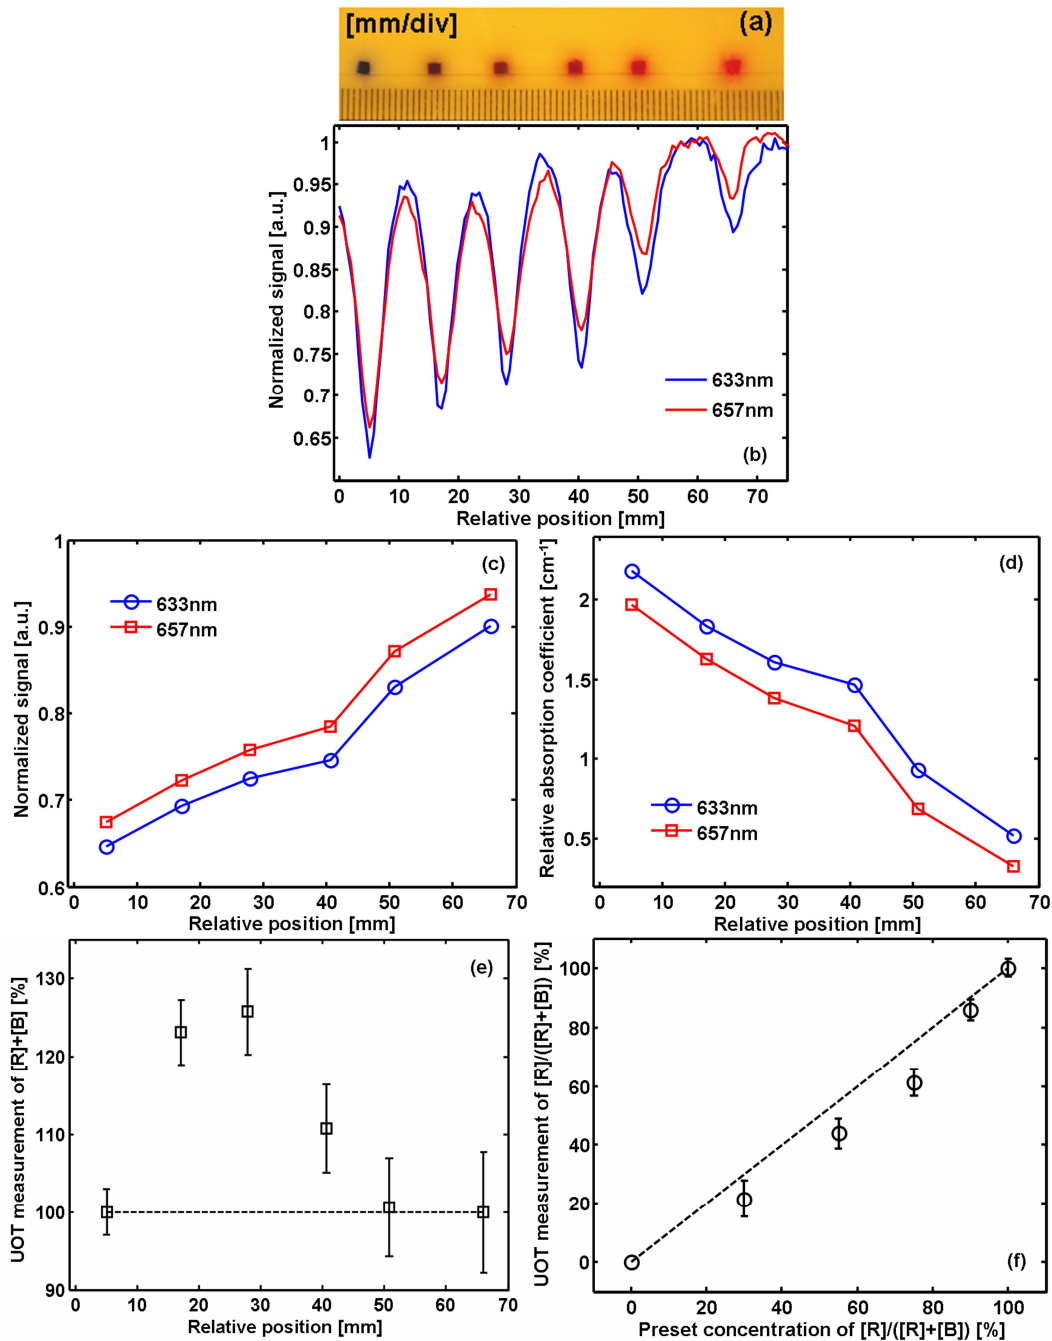 [mm/div]
(a)
Normalized signal [a.u.]
1
0.95
0.9
0.85
0.8
0.75
0.7
0.65
633nm
657nm
(b)
0 10 20 30 40 50 60 70
Relative position [mm]
Normalized signal [a.u.]
1
0.9
0.8
0.7
0.6
(c)
633nm
657nm
0 10 20 30 40 50 60 70
Relative position [mm]
Relative absorption coefficient [cm⁻¹]
2
1.5
1
0.5
(d)
633nm
657nm
0 10 20 30 40 50 60 70
Relative position [mm]
UOT measurement of [R]+[B] [%]
130
120
110
100
90
(e)
0 10 20 30 40 50 60 70
Relative position [mm]
UOT measurement of [R]/([R]+[B]) [%]
100
80
60
40
20
0
(f)
0 20 40 60 80 100
Preset concentration of [R]/([R]+[B]) [%]